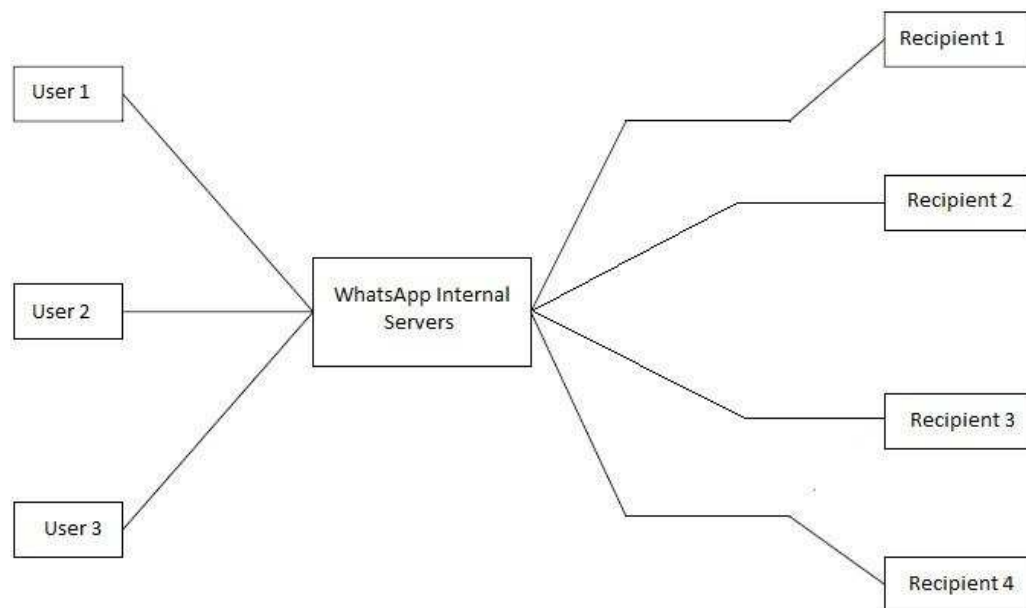 User 1
User 2
User 3
WhatsApp Internal
Servers
Recipient 1
Recipient 2
Recipient 3
Recipient 4